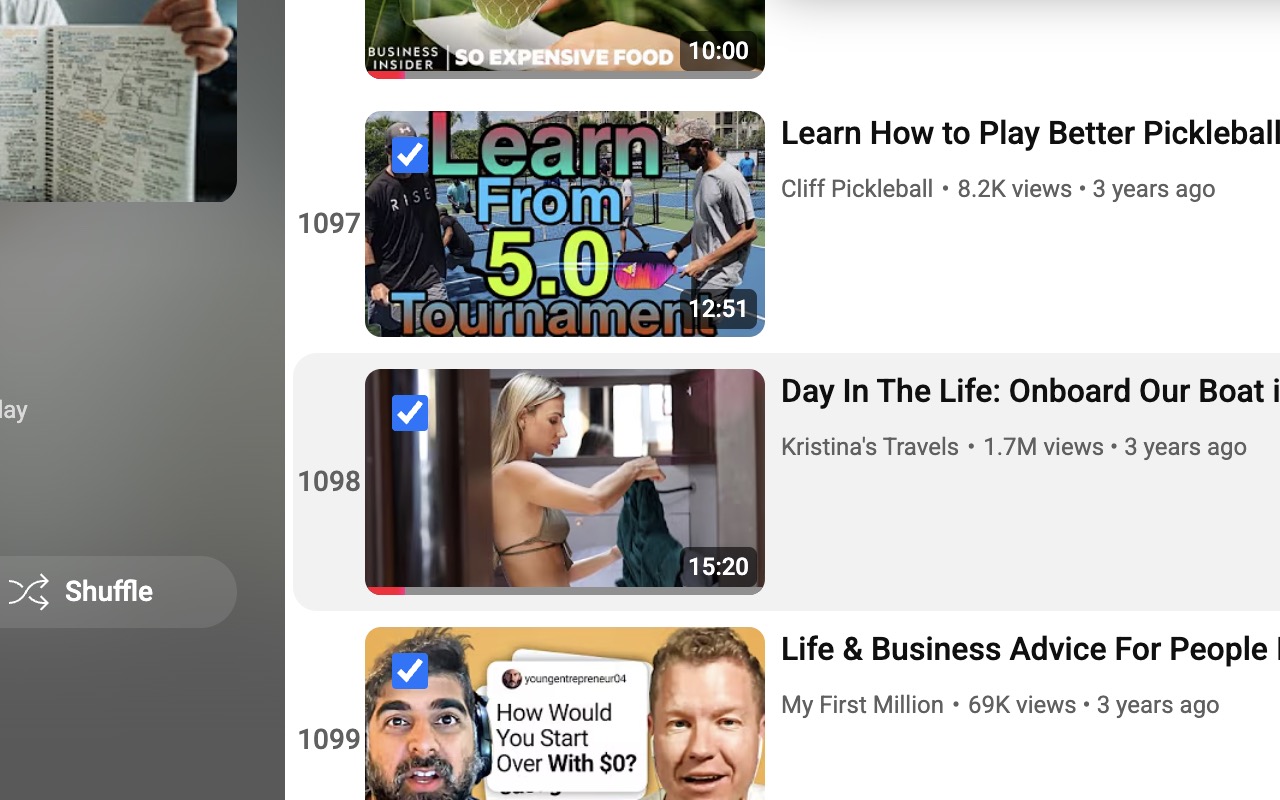 BUSINESS
INSIDER
SO EXPENSIVE FOOD
10:00
1097
RISE
Learn
From
5.0
Tournament
12:51
Learn How to Play Better Pickleball
Cliff Pickleball • 8.2K views • 3 years ago
lay
Shuffle
1098
15:20
Day In The Life: Onboard Our Boat i
Kristina's Travels • 1.7M views • 3 years ago
1099
youngentrepreneur04
How Would
You Start
Over With $0?
Life & Business Advice For People
My First Million • 69K views • 3 years ago